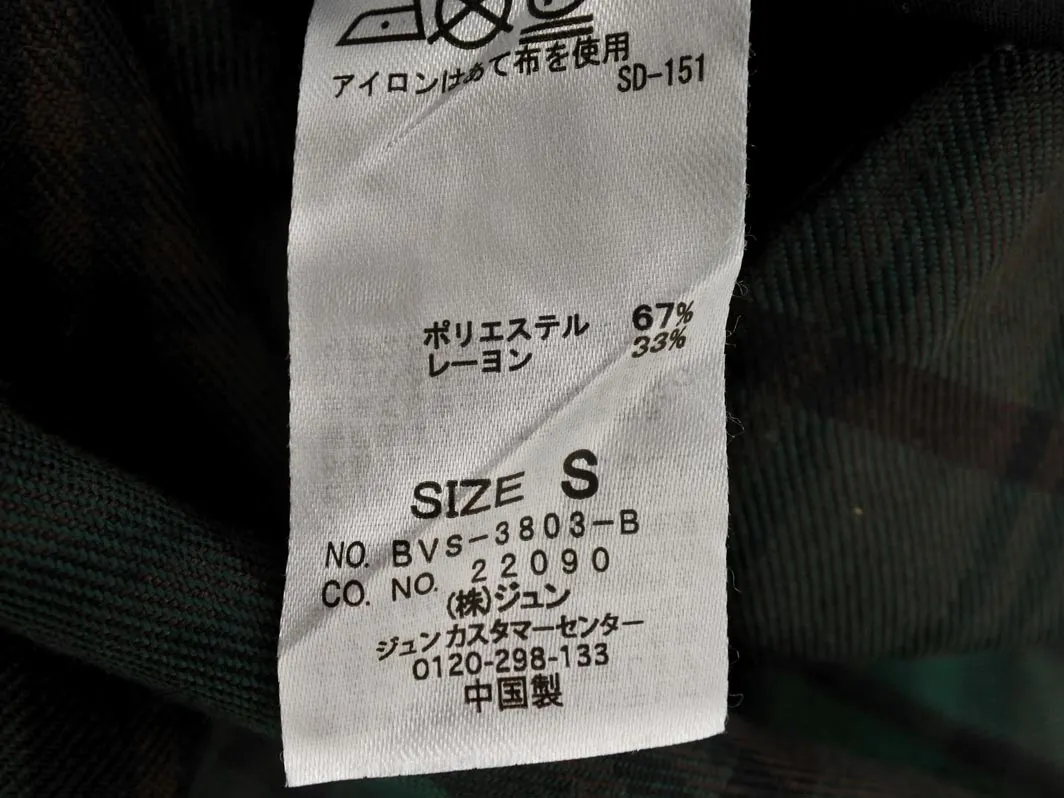 アイロンはあて布を使用
SD-151
ポリエステル 67%
レーヨン 33%
SIZE S
NO. BVS-3803-B
CO. NO. 22090
(株)ジュン
ジュンカスタマーセンター
0120-298-133
中国製